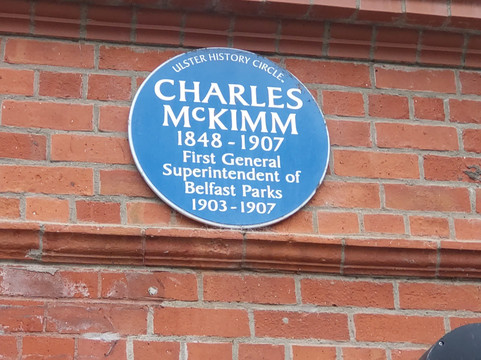 ULSTER HISTORY CIRCLE
CHARLES
McKIMM
1848 - 1907
First General
Superintendent of
Belfast Parks
1903 - 1907